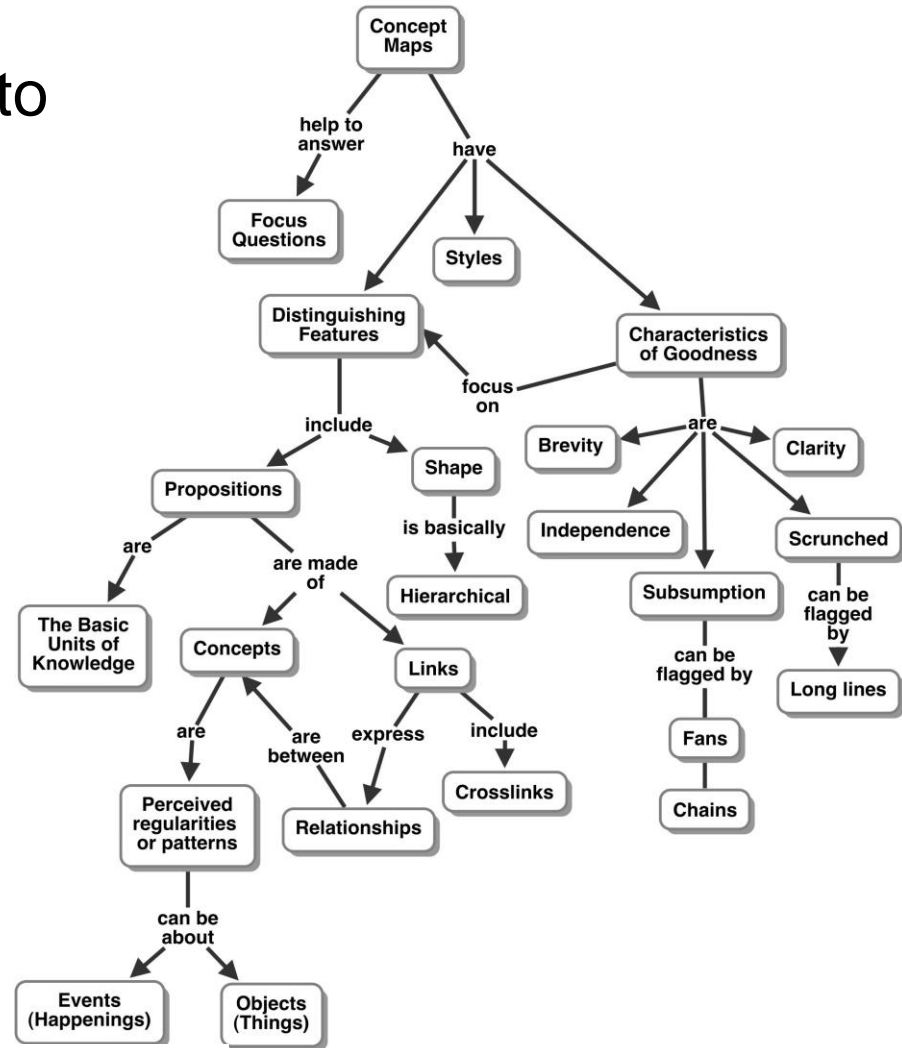 to
Concept
Maps
help to
answer
have
Focus
Questions
Styles
Distinguishing
Features
Characteristics
of Goodness
focus
on
include
are
Brevity
Clarity
Shape
Propositions
is basically
Independence
Scrunched
are
are made
of
Hierarchical
Subsumption
can be
flagged
by
The Basic
Units of
Knowledge
Concepts
Links
can be
flagged by
Long lines
are
are
between
express
include
Fans
Perceived
regularities
or patterns
Relationships
Crosslinks
Chains
can be
about
Events
(Happenings)
Objects
(Things)